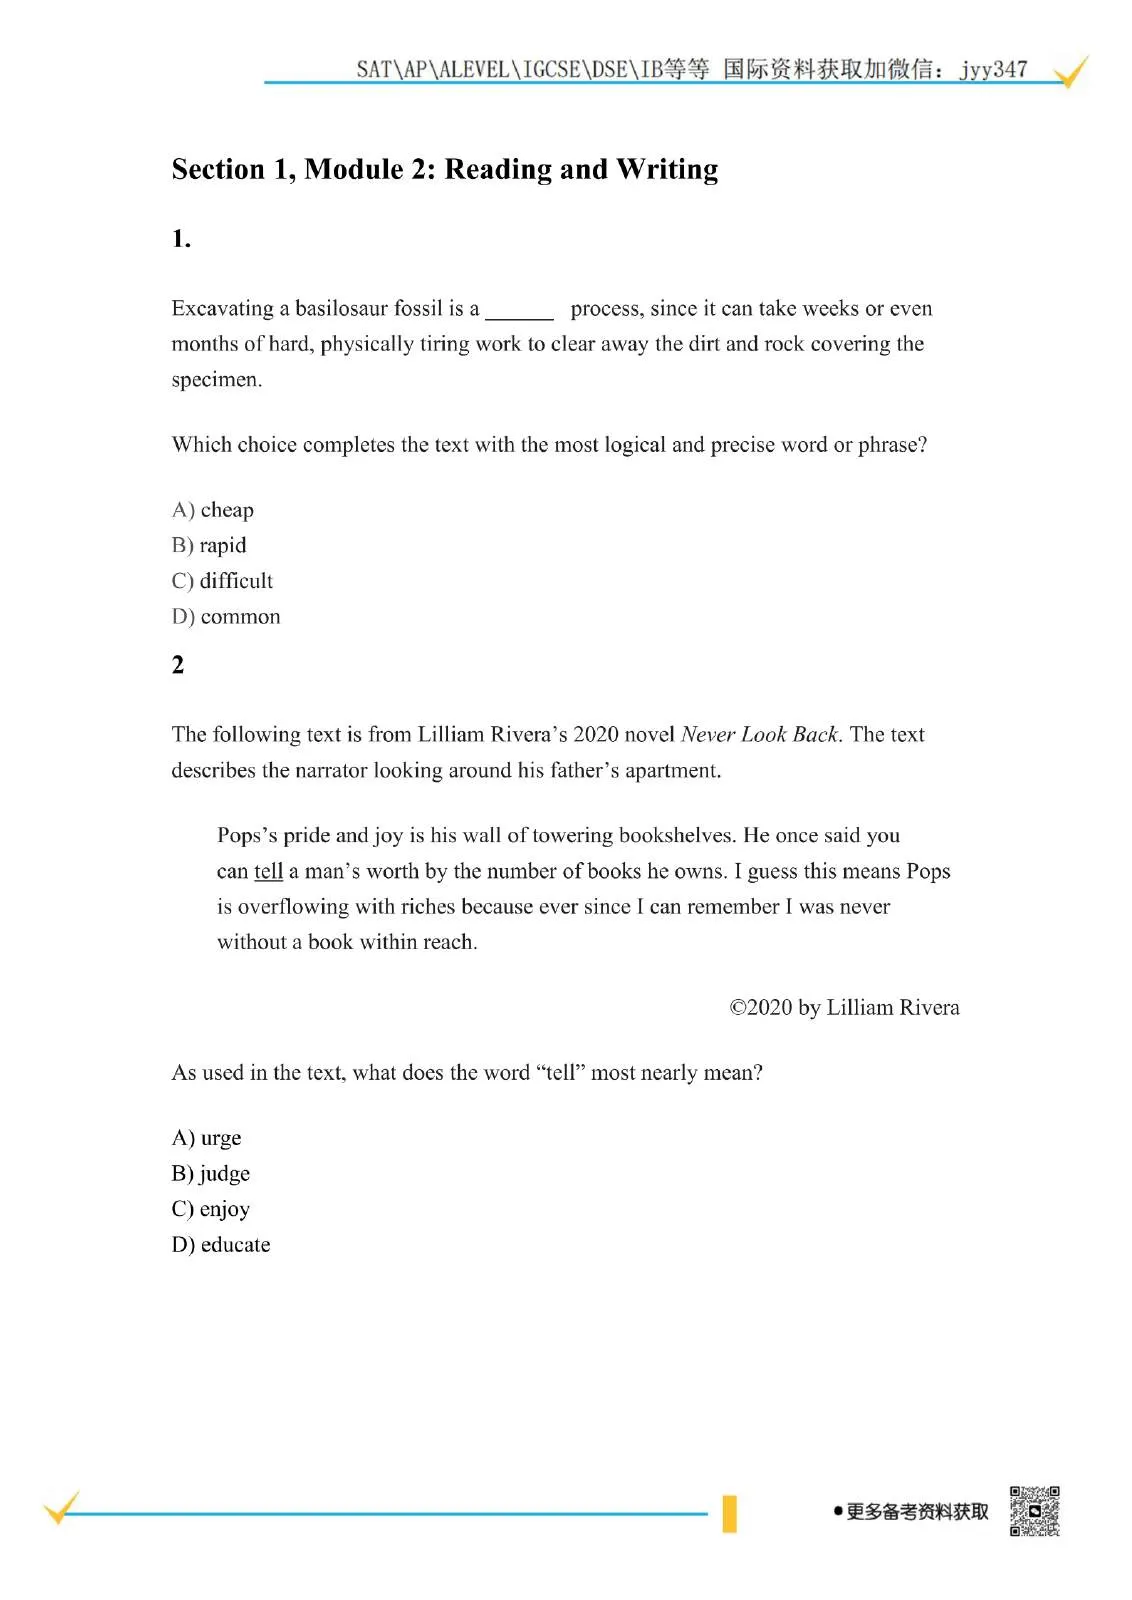 SAT\AP\ALEVEL\IGCSE\DSE\IB等等 国际资料获取加微信: jyy347
Section 1, Module 2: Reading and Writing
1.
Excavating a basilosaur fossil is a ______ process, since it can take weeks or even
months of hard, physically tiring work to clear away the dirt and rock covering the
specimen.
Which choice completes the text with the most logical and precise word or phrase?
A) cheap
B) rapid
C) difficult
D) common
2
The following text is from Lilliam Rivera’s 2020 novel Never Look Back. The text
describes the narrator looking around his father’s apartment.
Pops’s pride and joy is his wall of towering bookshelves. He once said you
can tell a man’s worth by the number of books he owns. I guess this means Pops
is overflowing with riches because ever since I can remember I was never
without a book within reach.
©2020 by Lilliam Rivera
As used in the text, what does the word “tell” most nearly mean?
A) urge
B) judge
C) enjoy
D) educate
•更多备考资料获取